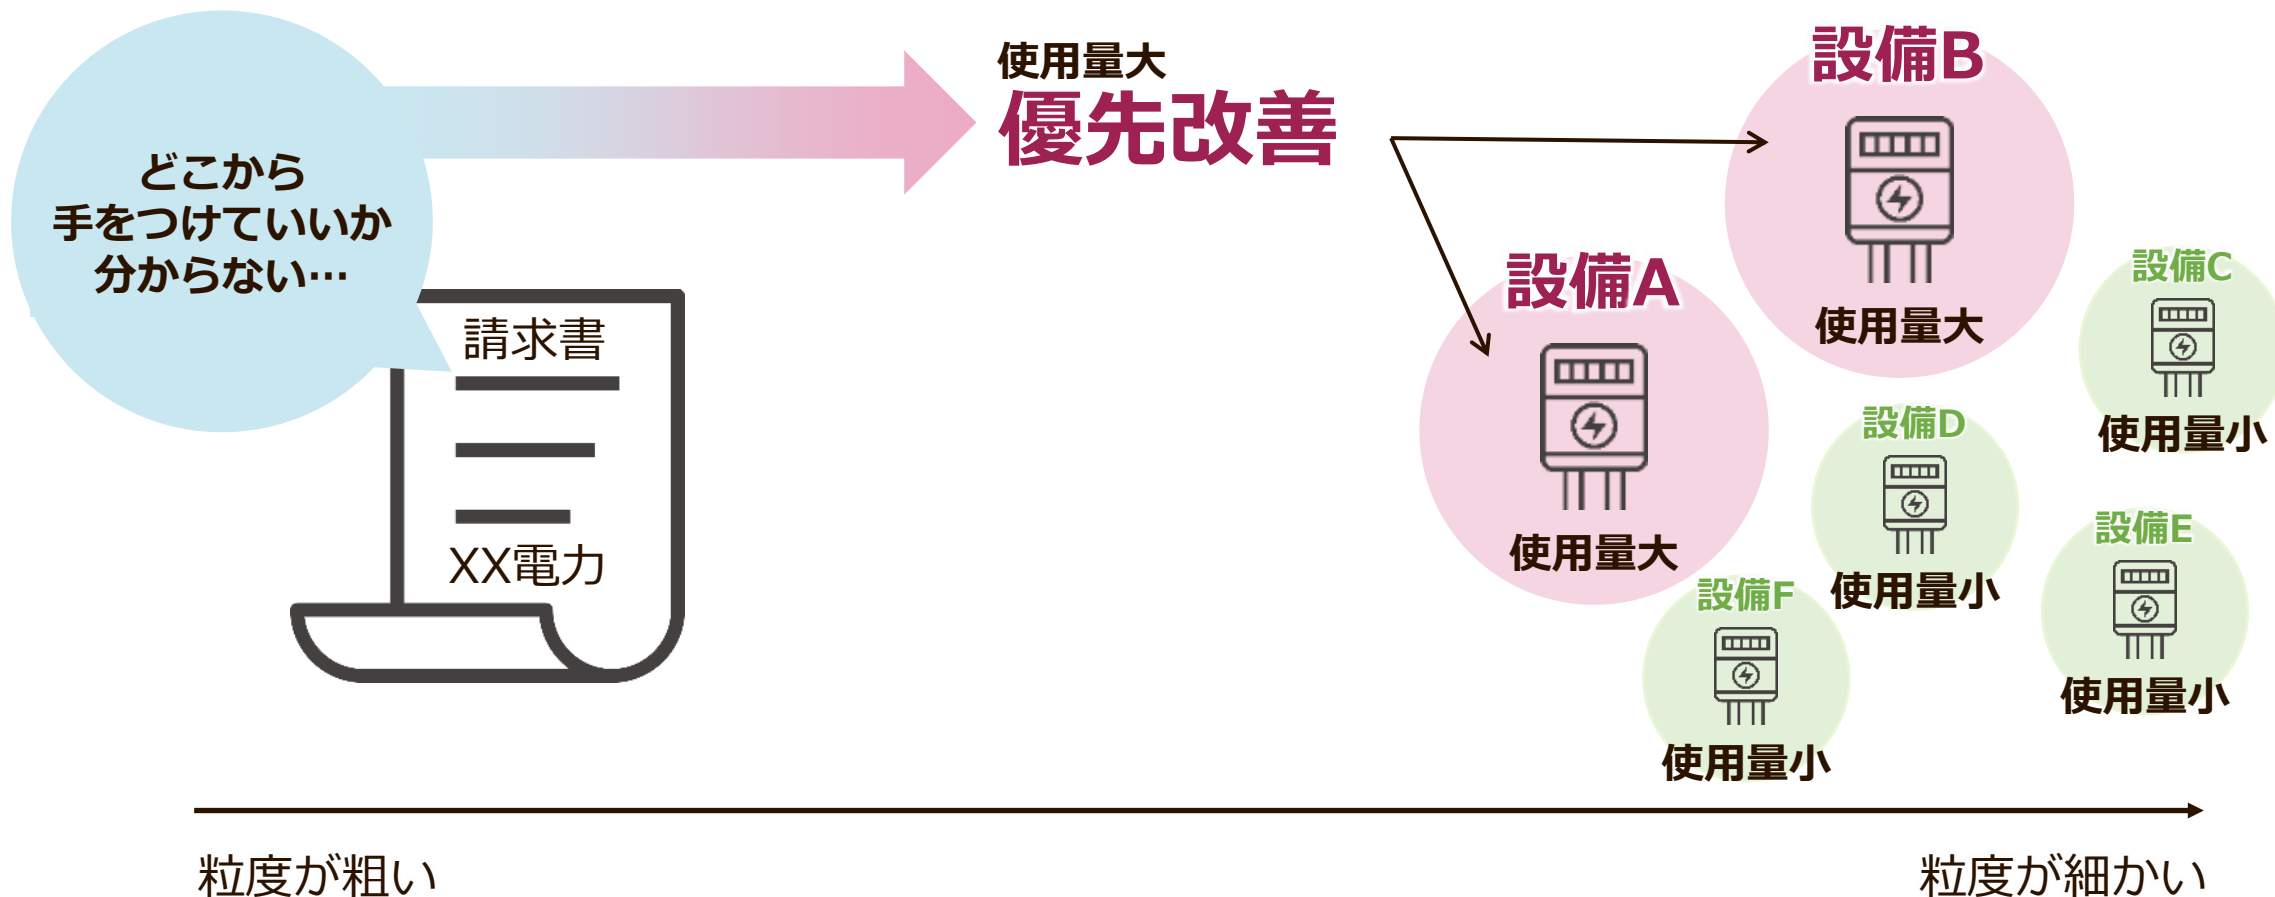 どこから
手をつけていいか
分からない…
請求書
XX電力
使用量大
優先改善
設備B
使用量大
設備A
使用量大
設備C
使用量小
設備D
使用量小
設備E
使用量小
設備F
使用量小
粒度が粗い
粒度が細かい